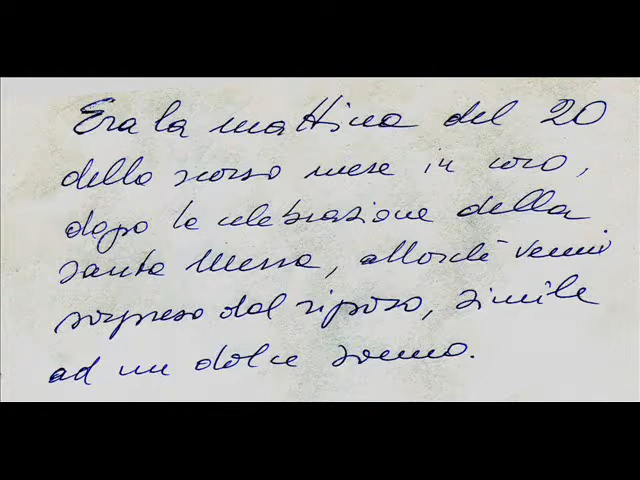 Era la mattina del 20
dello scorso mese in coro,
dopo la celebrazione della
santa Messa, allorché venni
sorpreso dal riposo, simile
ad un dolce sonno.